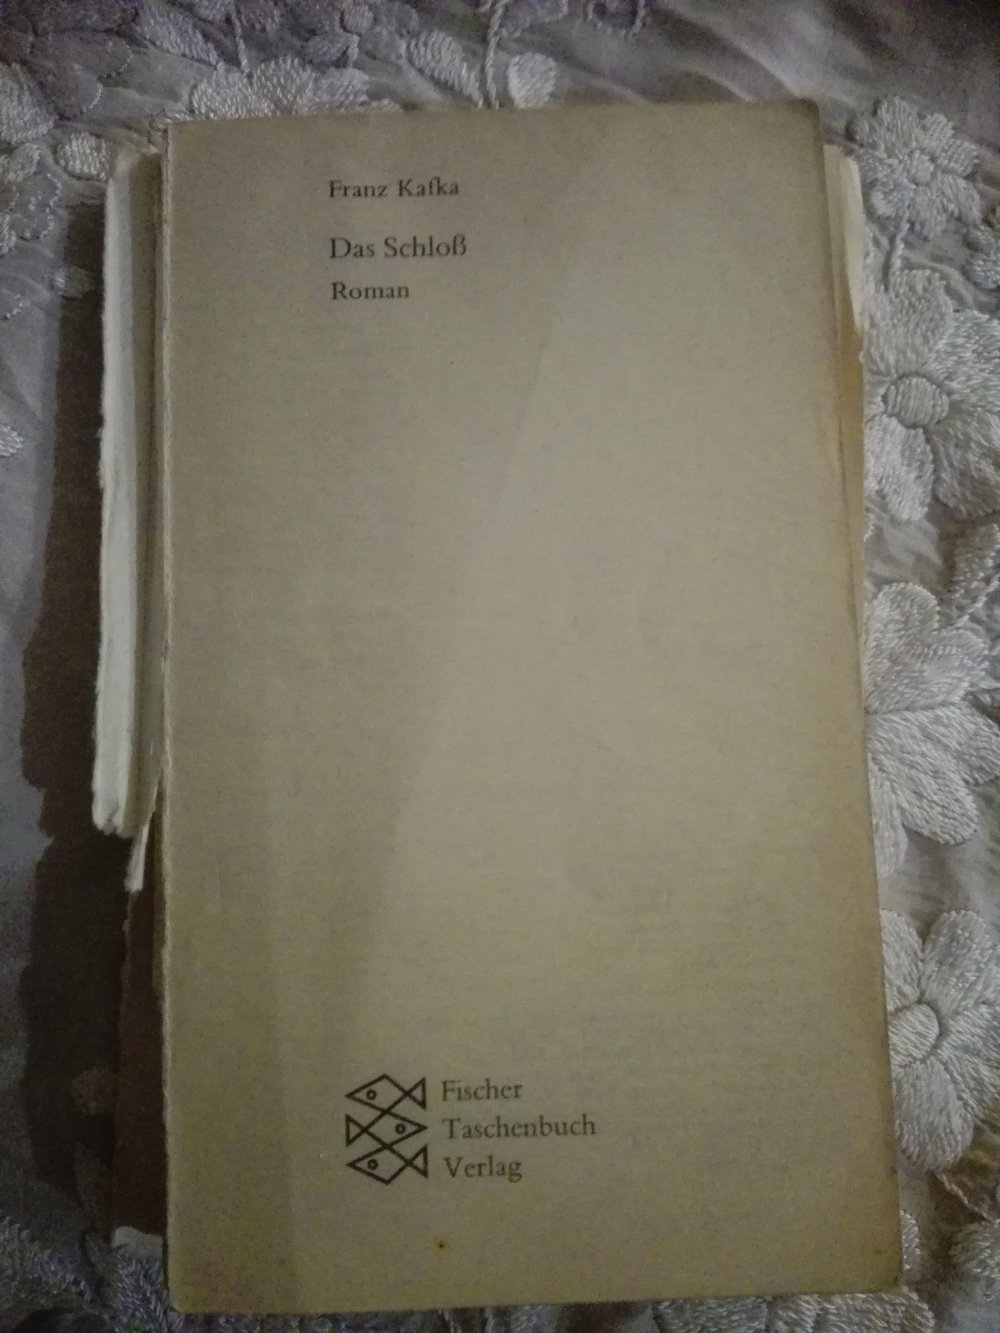 Franz Kafka
Das Schloß
Roman
Fischer
Taschenbuch
Verlag